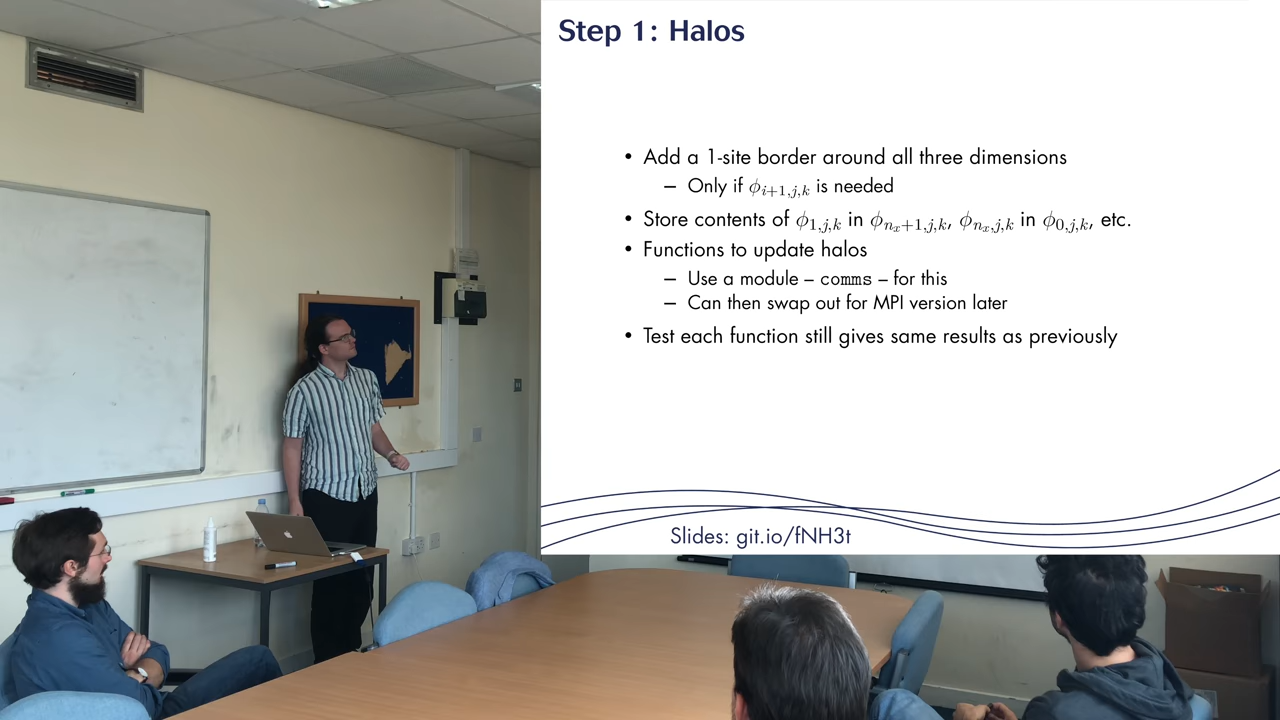 Step 1: Halos
• Add a 1-site border around all three dimensions
– Only if ϕ_{i+1,j,k} is needed
• Store contents of ϕ_{1,j,k} in ϕ_{n_x+1,j,k}, ϕ_{n_x,j,k} in ϕ_{0,j,k}, etc.
• Functions to update halos
– Use a module – comms – for this
– Can then swap out for MPI version later
• Test each function still gives same results as previously
Slides: git.io/fNH3t